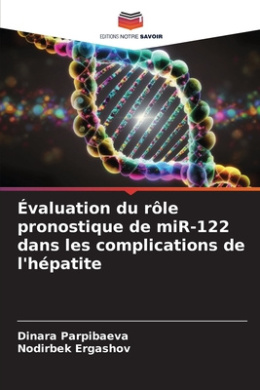 EDITIONS NOTRE SAVOIR
Évaluation du rôle
pronostique de miR-122
dans les complications de
l'hépatite
Dinara Parpibaeva
Nodirbek Ergashov